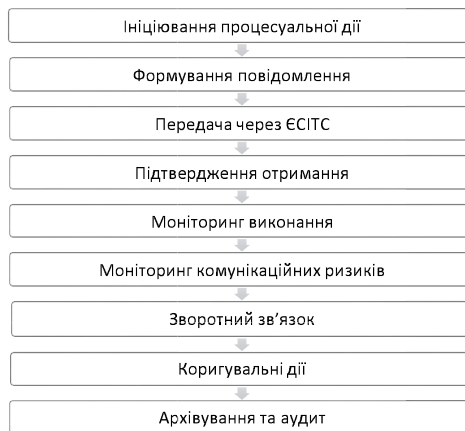 Ініціювання процесуальної дії
Формування повідомлення
Передача через ЄСІТС
Підтвердження отримання
Моніторинг виконання
Моніторинг комунікаційних ризиків
Зворотний зв’язок
Коригувальні дії
Архівування та аудит